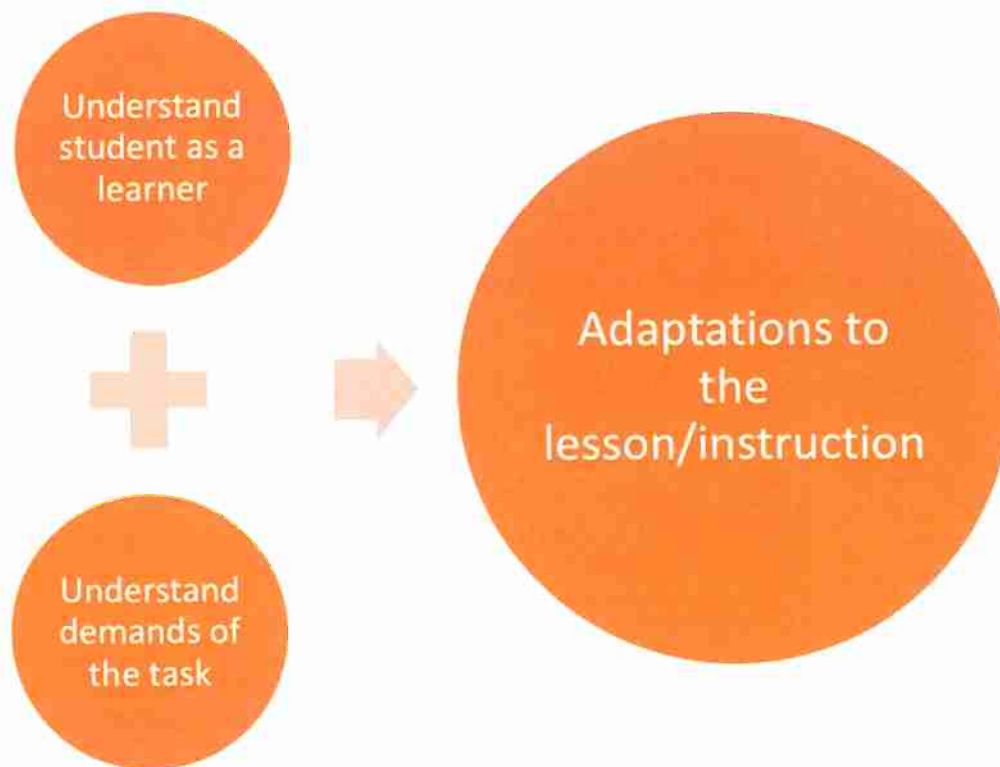 Understand
student as a
learner
Understand
demands of
the task
Adaptations to
the
lesson/instruction